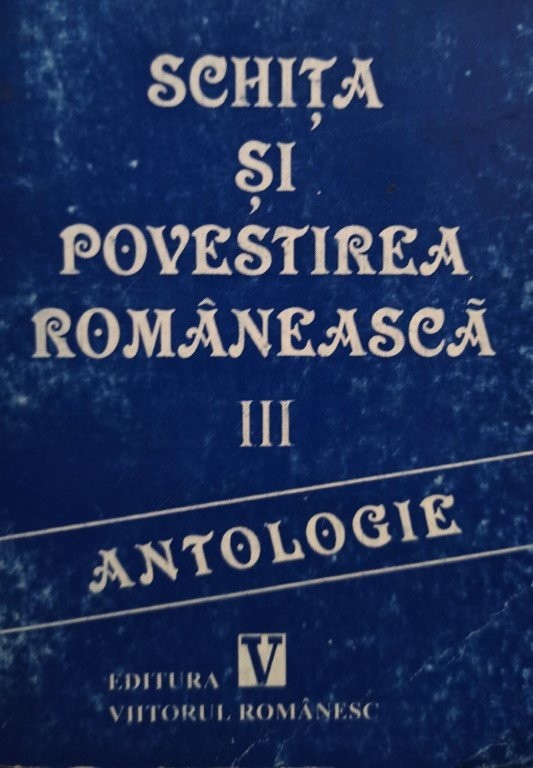 SCHIȚA
ȘI
POVESTIREA
ROMÂNEASCĂ
III
ANTOLOGIE
V
EDITURA
VIITORUL ROMÂNESC